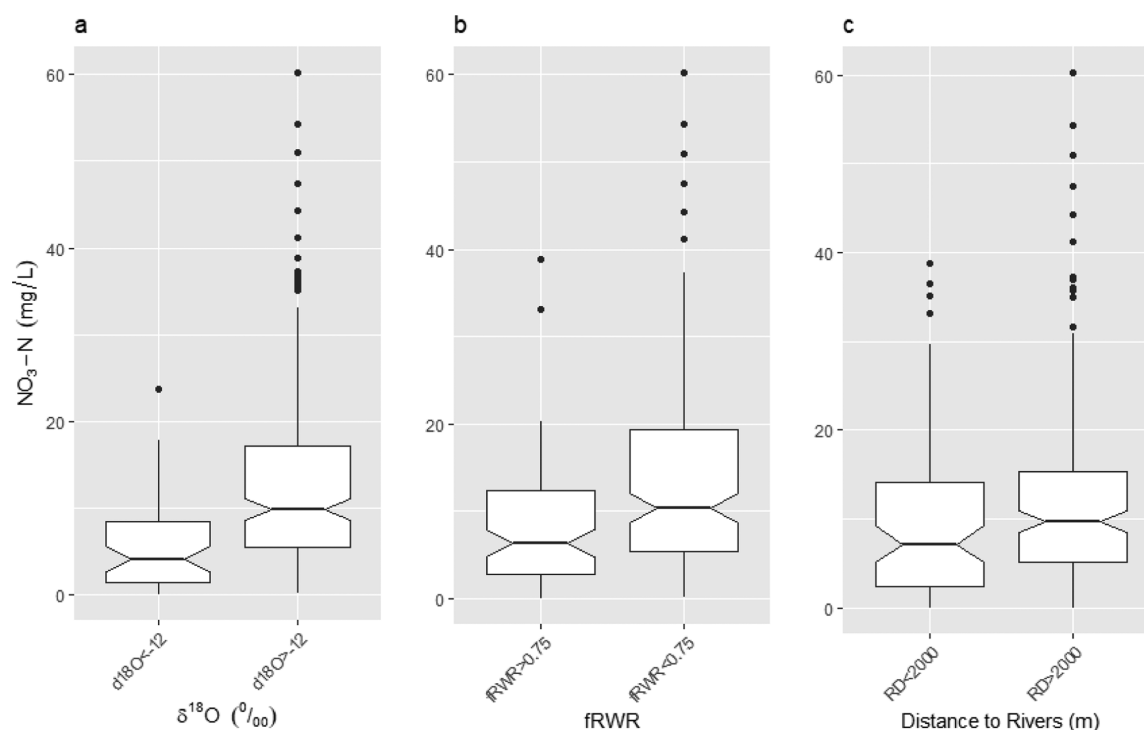 a
b
c
NO3−N (mg/L)
60
40
20
0
60
40
20
0
60
40
20
0
d18O<-12
d18O>-12
fRWR>0.75
fRWR<0.75
RD<2000
RD>2000
δ18O (0/00)
fRWR
Distance to Rivers (m)